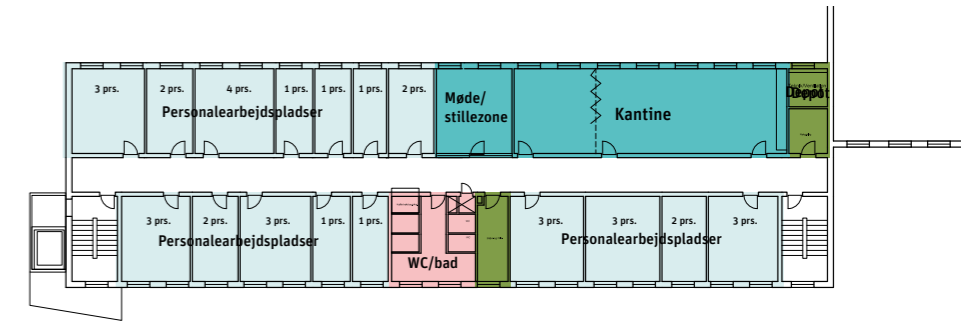 3 prs.
2 prs.
4 prs.
1 prs.
1 prs.
1 prs.
2 prs.
Personalearbejdspladser
Møde/
stillezone
Kantine
Depot
3 prs.
2 prs.
3 prs.
1 prs.
1 prs.
Personalearbejdspladser
WC/bad
3 prs.
3 prs.
2 prs.
3 prs.
Personalearbejdspladser